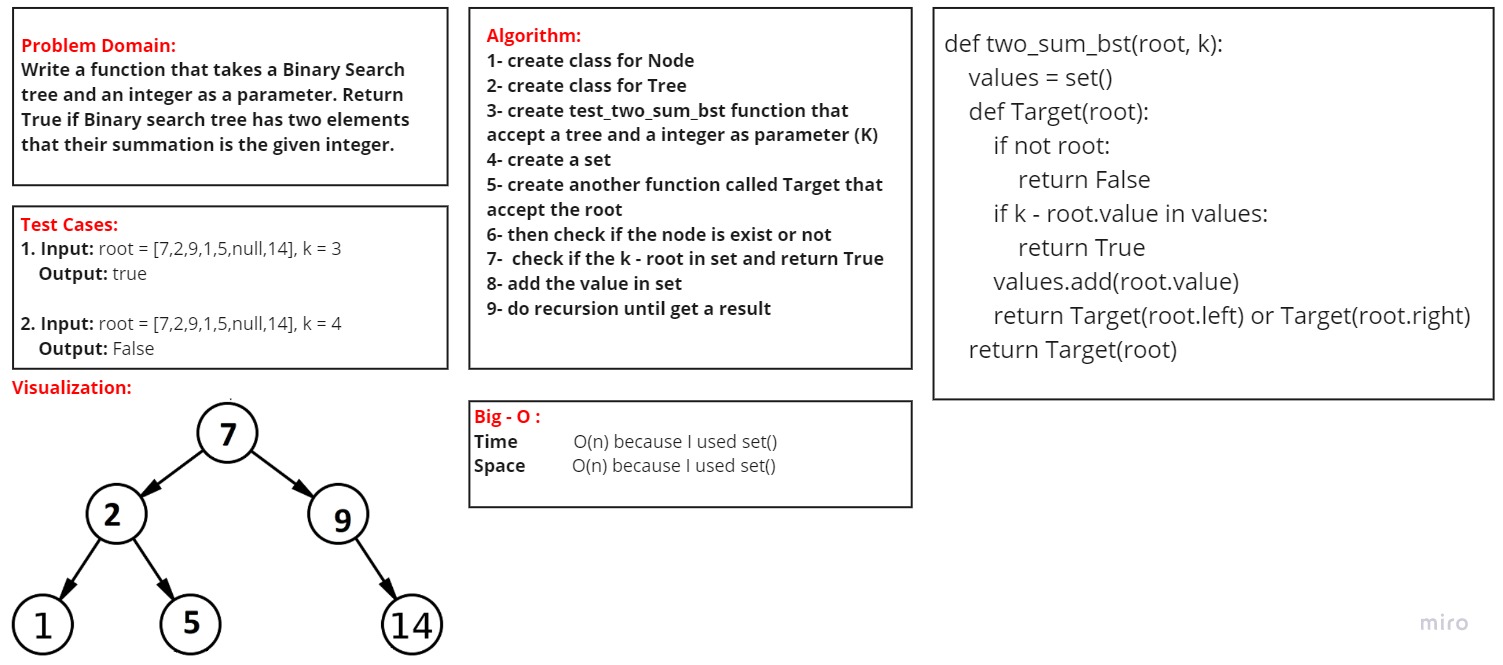 Problem Domain:
Write a function that takes a Binary Search
tree and an integer as a parameter. Return
True if Binary search tree has two elements
that their summation is the given integer.
Test Cases:
1. Input: root = [7,2,9,1,5,null,14], k = 3
Output: true
2. Input: root = [7,2,9,1,5,null,14], k = 4
Output: False
Visualization:
7
2
9
1
5
14
Algorithm:
1- create class for Node
2- create class for Tree
3- create test_two_sum_bst function that
accept a tree and a integer as parameter (K)
4- create a set
5- create another function called Target that
accept the root
6- then check if the node is exist or not
7- check if the k - root in set and return True
8- add the value in set
9- do recursion until get a result
Big - O :
Time O(n) because I used set()
Space O(n) because I used set()
def two_sum_bst(root, k):
values = set()
def Target(root):
if not root:
return False
if k - root.value in values:
return True
values.add(root.value)
return Target(root.left) or Target(root.right)
return Target(root)
miro